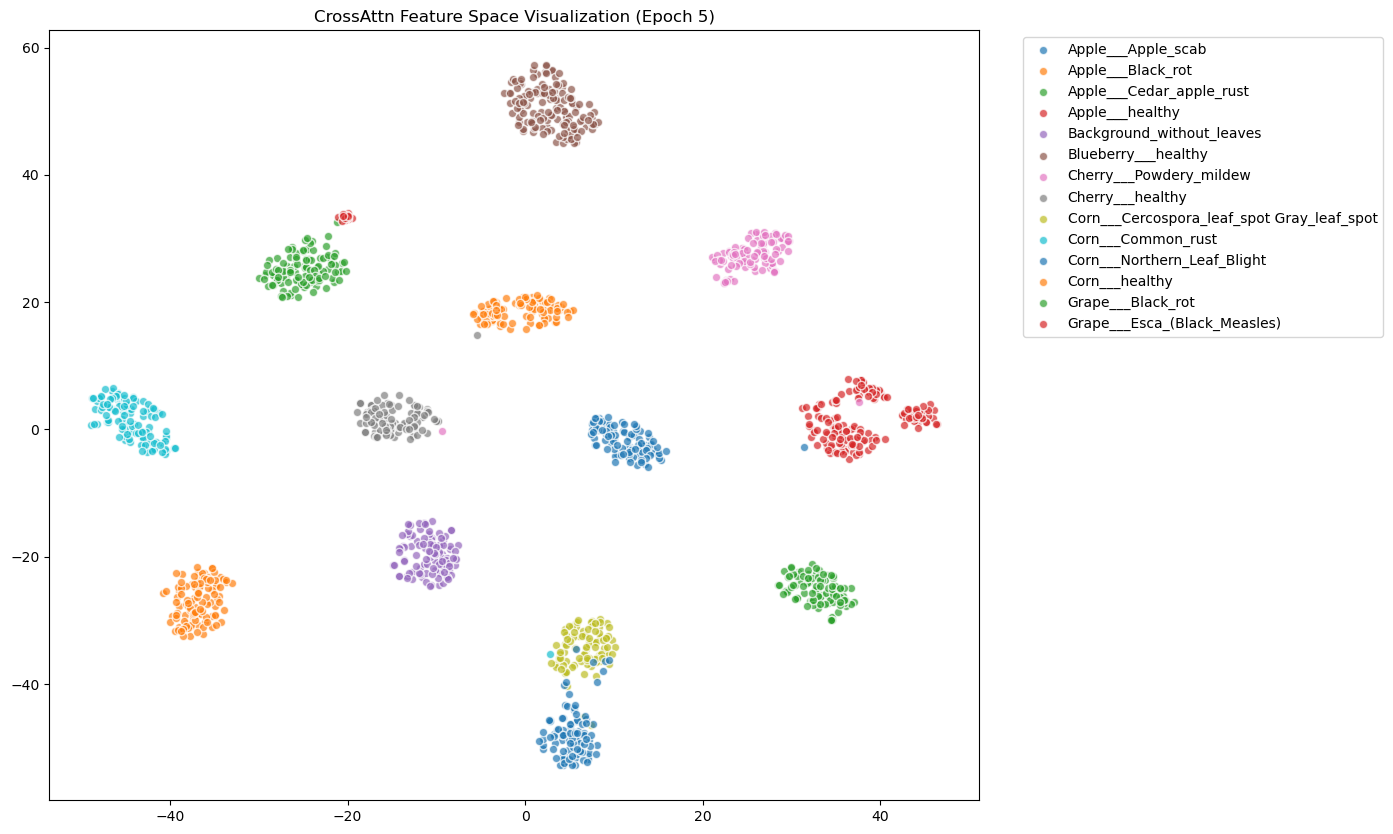 CrossAttn Feature Space Visualization (Epoch 5)
60
40
20
0
−20
−40
−40
−20
0
20
40
Apple___Apple_scab
Apple___Black_rot
Apple___Cedar_apple_rust
Apple___healthy
Background_without_leaves
Blueberry___healthy
Cherry___Powdery_mildew
Cherry___healthy
Corn___Cercospora_leaf_spot Gray_leaf_spot
Corn___Common_rust
Corn___Northern_Leaf_Blight
Corn___healthy
Grape___Black_rot
Grape___Esca_(Black_Measles)